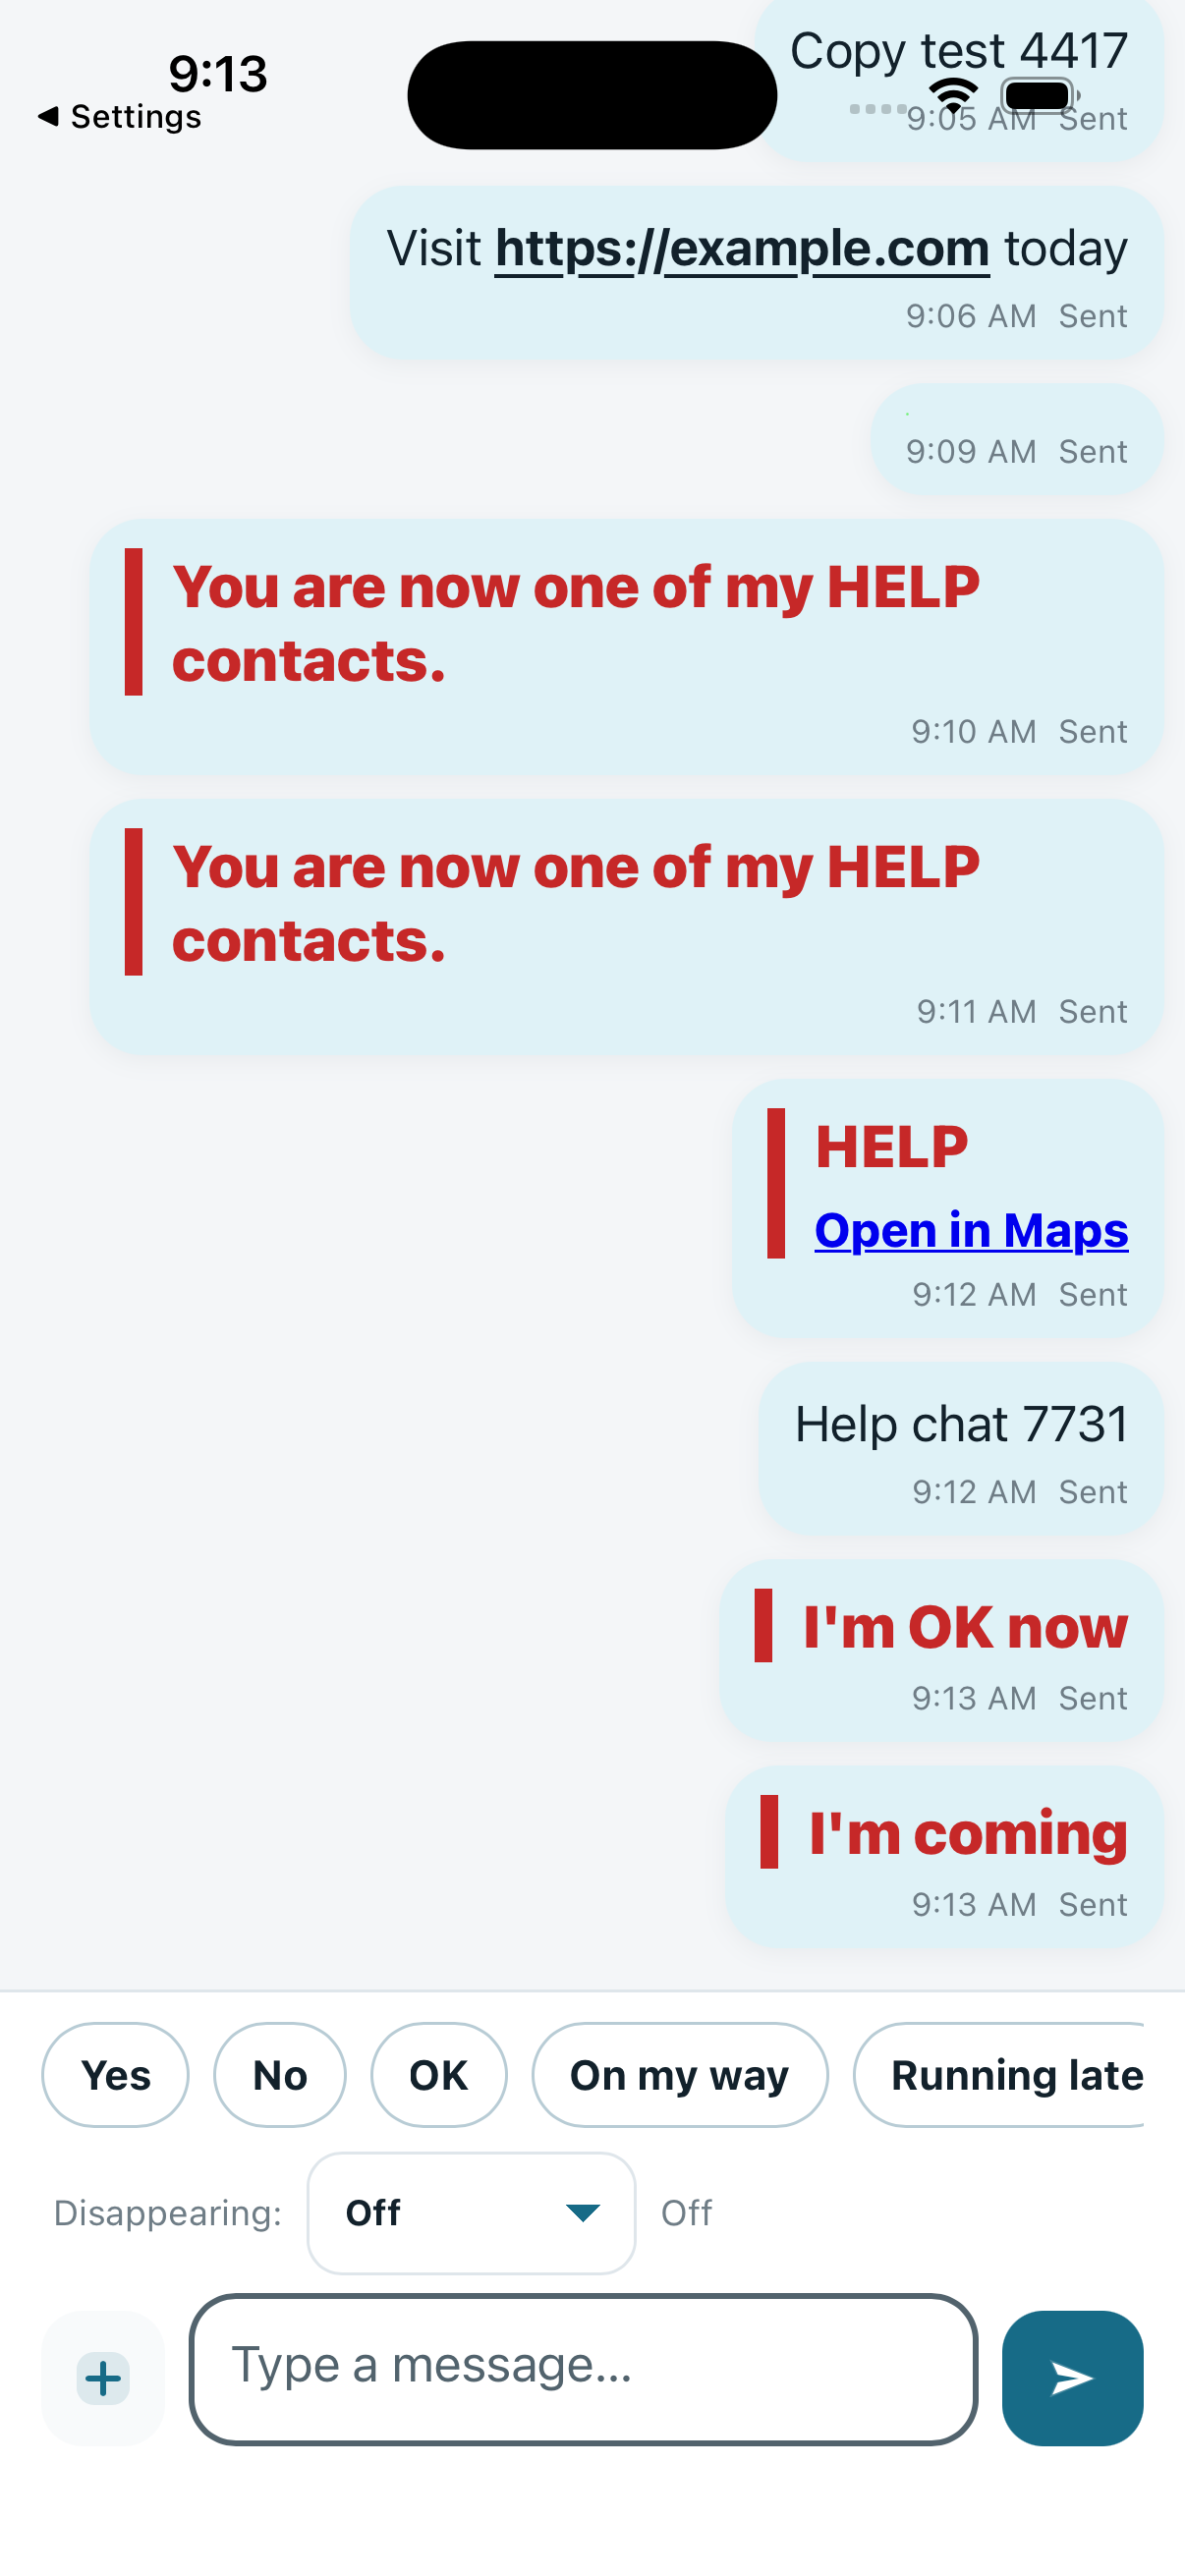 9:13
Settings
Copy test 4417
9:05 AM Sent
Visit https://example.com today
9:06 AM Sent
9:09 AM Sent
You are now one of my HELP
contacts.
9:10 AM Sent
You are now one of my HELP
contacts.
9:11 AM Sent
HELP
Open in Maps
9:12 AM Sent
Help chat 7731
9:12 AM Sent
I'm OK now
9:13 AM Sent
I'm coming
9:13 AM Sent
Yes No OK On my way Running late
Disappearing: Off Off
Type a message...